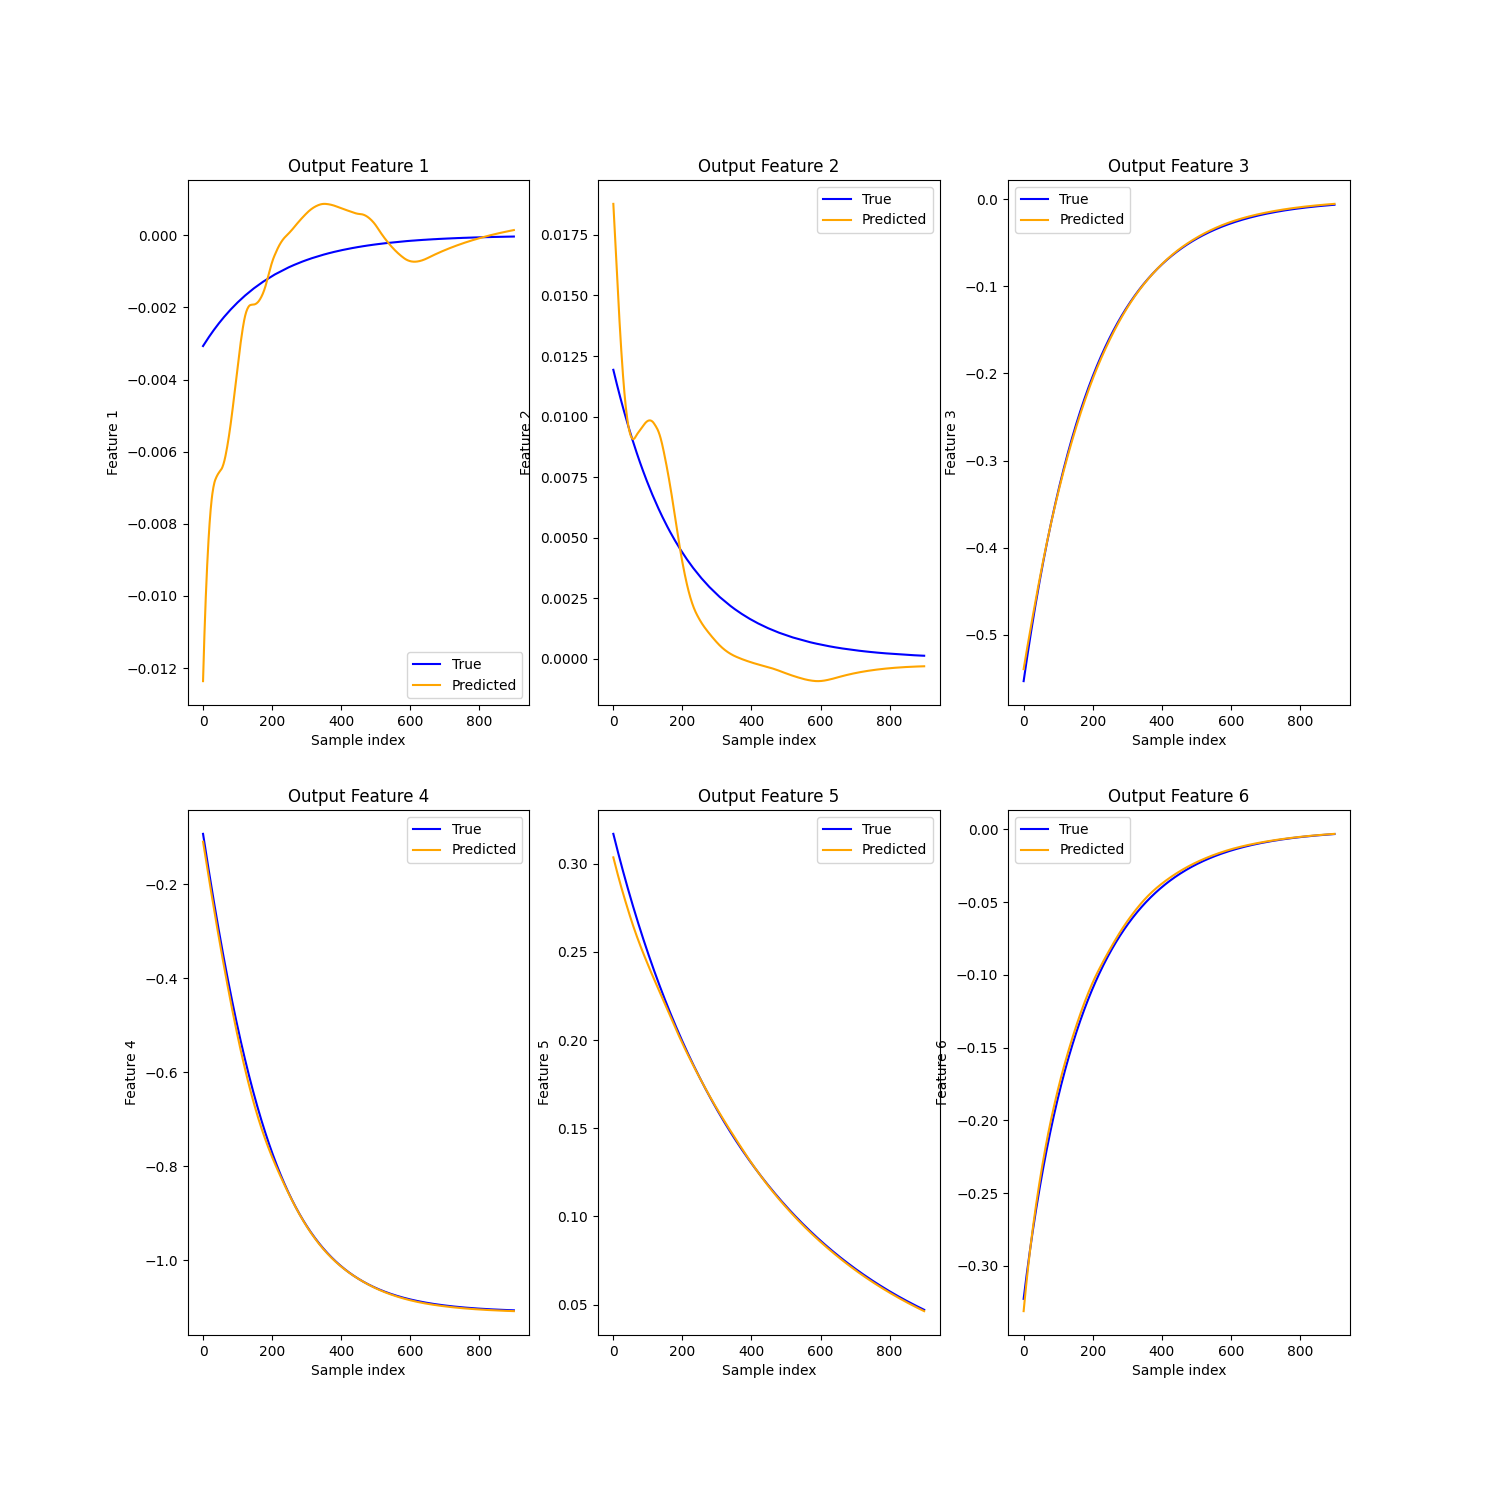 Output Feature 1
Output Feature 2
Output Feature 3
0.000
−0.002
−0.004
−0.006
−0.008
−0.010
−0.012
Feature 1
True
Predicted
0 200 400 600 800
Sample index
0.0175
0.0150
0.0125
0.0100
0.0075
0.0050
0.0025
0.0000
Feature 2
True
Predicted
0 200 400 600 800
Sample index
0.0
−0.1
−0.2
−0.3
−0.4
−0.5
Feature 3
True
Predicted
0 200 400 600 800
Sample index
Output Feature 4
Output Feature 5
Output Feature 6
−0.2
−0.4
−0.6
−0.8
−1.0
Feature 4
True
Predicted
0 200 400 600 800
Sample index
0.30
0.25
0.20
0.15
0.10
0.05
Feature 5
True
Predicted
0 200 400 600 800
Sample index
0.00
−0.05
−0.10
−0.15
−0.20
−0.25
−0.30
Feature 6
True
Predicted
0 200 400 600 800
Sample index